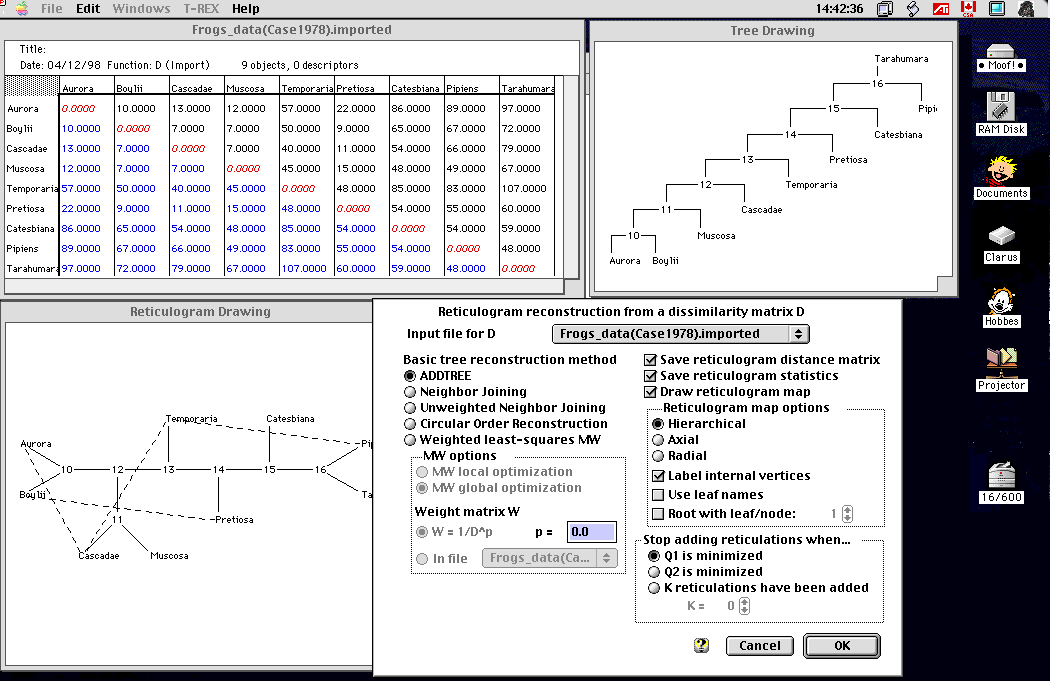 File Edit Windows T-REX Help 14:42:36
Frogs_data(Case1978).imported
Title:
Date: 04/12/98 Function: D (Import) 9 objects, 0 descriptors
Aurora Boylii Cascadae Muscosa Temporaria Pretiosa Catesbiana Pipiens Tarahumara
Aurora 0.0000 10.0000 13.0000 12.0000 57.0000 22.0000 86.0000 89.0000 97.0000
Boylii 10.0000 0.0000 7.0000 7.0000 50.0000 9.0000 65.0000 67.0000 72.0000
Cascadae 13.0000 7.0000 0.0000 7.0000 40.0000 11.0000 54.0000 66.0000 79.0000
Muscosa 12.0000 7.0000 7.0000 0.0000 45.0000 15.0000 48.0000 49.0000 67.0000
Temporaria 57.0000 50.0000 40.0000 45.0000 0.0000 48.0000 85.0000 83.0000 107.0000
Pretiosa 22.0000 9.0000 11.0000 15.0000 48.0000 0.0000 54.0000 55.0000 60.0000
Catesbiana 86.0000 65.0000 54.0000 48.0000 85.0000 54.0000 0.0000 54.0000 59.0000
Pipiens 89.0000 67.0000 66.0000 49.0000 83.0000 55.0000 54.0000 0.0000 48.0000
Tarahumara 97.0000 72.0000 79.0000 67.0000 107.0000 60.0000 59.0000 48.0000 0.0000
Tree Drawing
Tarahumara
16
15 Pipi
14 Catesbiana
13 Pretiosa
12 Temporaria
11 Cascadae
10 Muscosa
Aurora Boylii
Moof!
RAM Disk
Documents
Clarus
Hobbes
Projector
16/600
Reticulogram Drawing
Temporaria Catesbiana
Aurora Pip
10 12 13 14 15 16
Boylii Ta
11 Pretiosa
Cascadae Muscosa
Reticulogram reconstruction from a dissimilarity matrix D
Input file for D Frogs_data(Case1978).imported
Basic tree reconstruction method
ADDTREE
Neighbor Joining
Unweighted Neighbor Joining
Circular Order Reconstruction
Weighted least-squares MW
MW options
MW local optimization
MW global optimization
Weight matrix W
W = 1/D^p p = 0.0
In file Frogs_data(Ca...
Save reticulogram distance matrix
Save reticulogram statistics
Draw reticulogram map
Reticulogram map options
Hierarchical
Axial
Radial
Label internal vertices
Use leaf names
Root with leaf/node: 1
Stop adding reticulations when...
Q1 is minimized
Q2 is minimized
K reticulations have been added
K = 0
? Cancel OK